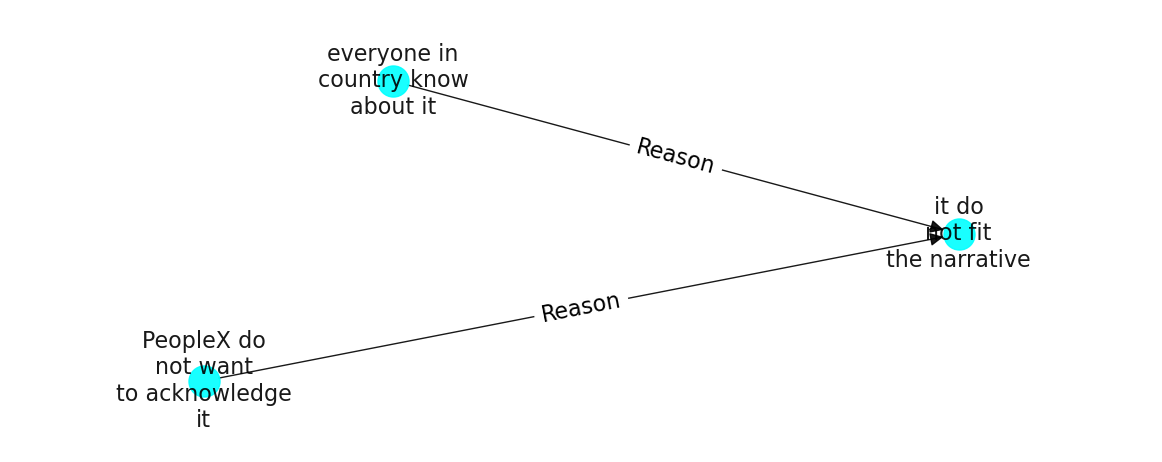 everyone in
country know
about it
Reason
it do
not fit
the narrative
Reason
PeopleX do
not want
to acknowledge
it